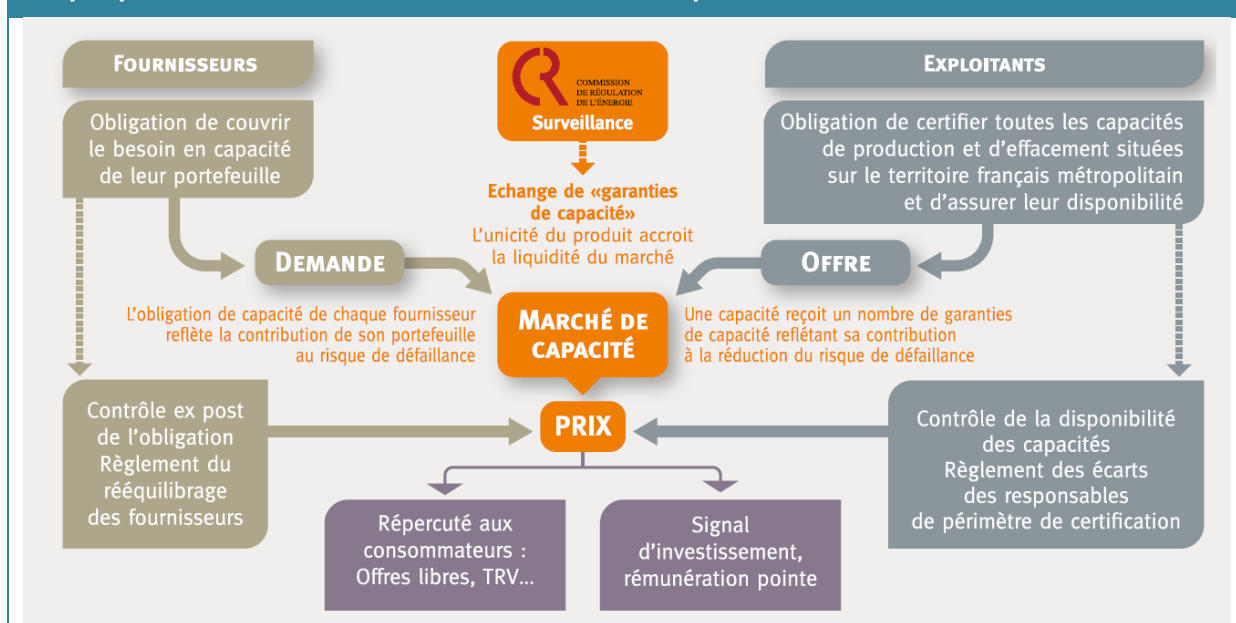 FOURNISSEURS
Obligation de couvrir
le besoin en capacité
de leur portefeuille
CR
COMMISSION
DE RÉGULATION
DE L'ÉNERGIE
Surveillance
Echange de «garanties
de capacité»
L'unicité du produit accroit
la liquidité du marché
EXPLOITANTS
Obligation de certifier toutes les capacités
de production et d'effacement situées
sur le territoire français métropolitain
et d'assurer leur disponibilité
DEMANDE
OFFRE
L'obligation de capacité de chaque fournisseur
reflète la contribution de son portefeuille
au risque de défaillance
MARCHÉ DE
CAPACITÉ
Une capacité reçoit un nombre de garanties
de capacité reflétant sa contribution
à la réduction du risque de défaillance
Contrôle ex post
de l'obligation
Règlement du
rééquilibrage
des fournisseurs
PRIX
Contrôle de la disponibilité
des capacités
Règlement des écarts
des responsables
de périmètre de certification
Répercuté aux
consommateurs :
Offres libres, TRV...
Signal
d'investissement,
rémunération pointe